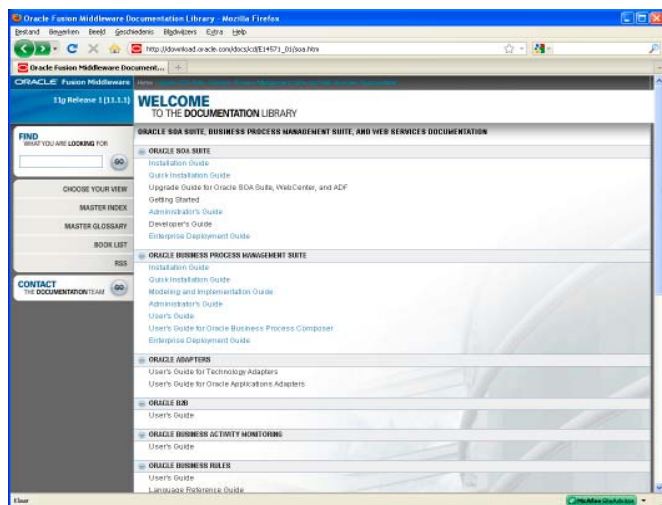 Oracle Fusion Middleware Documentation Library - Mozilla Firefox
Bestand Bewerken Beeld Geschiedenis Bladwijzers Extra Help
http://download.oracle.com/docs/cd/E14571_01/soa.htm
Oracle Fusion Middleware Document...
ORACLE Fusion Middleware
Home
11g Release 1 (11.1.1)
WELCOME
TO THE DOCUMENTATION LIBRARY
FIND
WHAT YOU ARE LOOKING FOR
GO
CHOOSE YOUR VIEW
MASTER INDEX
MASTER GLOSSARY
BOOK LIST
RSS
CONTACT
THE DOCUMENTATION TEAM
GO
ORACLE SOA SUITE, BUSINESS PROCESS MANAGEMENT SUITE, AND WEB SERVICES DOCUMENTATION
ORACLE SOA SUITE
Installation Guide
Quick Installation Guide
Upgrade Guide for Oracle SOA Suite, WebCenter, and ADF
Getting Started
Administrator's Guide
Developer's Guide
Enterprise Deployment Guide
ORACLE BUSINESS PROCESS MANAGEMENT SUITE
Installation Guide
Quick Installation Guide
Modeling and Implementation Guide
Administrator's Guide
User's Guide
User's Guide for Oracle Business Process Composer
Enterprise Deployment Guide
ORACLE ADAPTERS
User's Guide for Technology Adapters
User's Guide for Oracle Applications Adapters
ORACLE B2B
User's Guide
ORACLE BUSINESS ACTIVITY MONITORING
User's Guide
ORACLE BUSINESS RULES
User's Guide
Language Reference Guide
Klaar
McAfee SiteAdvisor